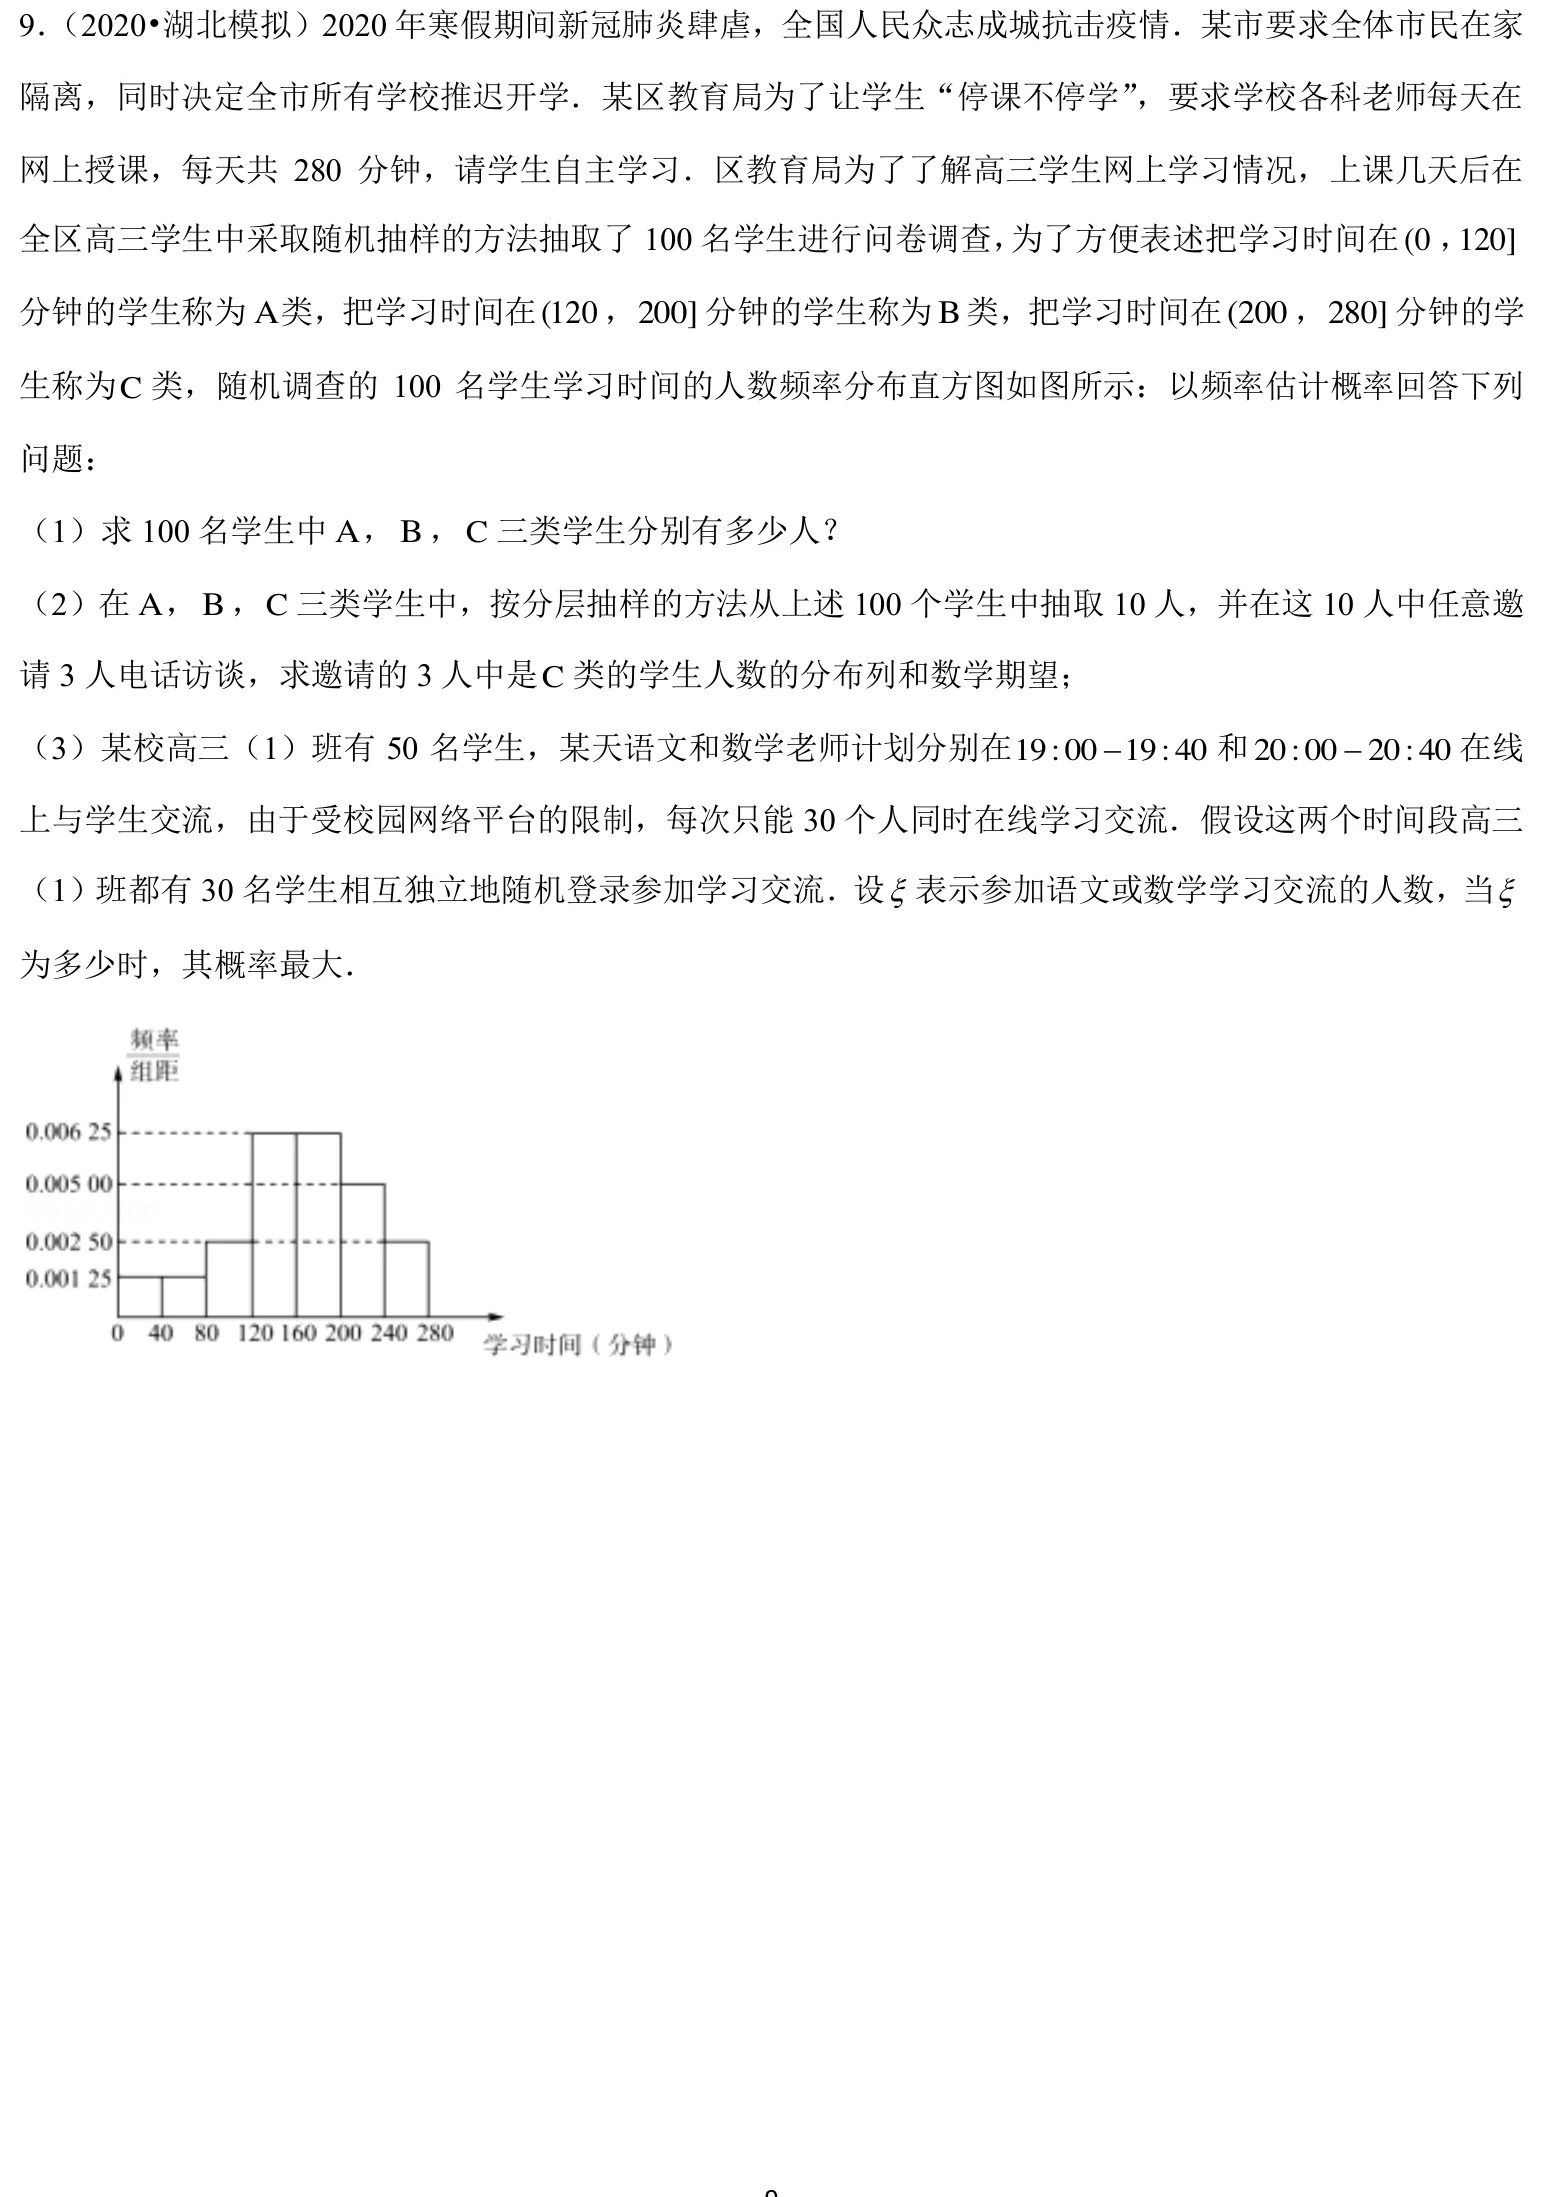 9.（2020•湖北模拟）2020 年寒假期间新冠肺炎肆虐，全国人民众志成城抗击疫情．某市要求全体市民在家
隔离，同时决定全市所有学校推迟开学．某区教育局为了让学生“停课不停学”，要求学校各科老师每天在
网上授课，每天共 280 分钟，请学生自主学习．区教育局为了了解高三学生网上学习情况，上课几天后在
全区高三学生中采取随机抽样的方法抽取了 100 名学生进行问卷调查，为了方便表述把学习时间在 (0，120]
分钟的学生称为 A类，把学习时间在 (120，200] 分钟的学生称为 B 类，把学习时间在 (200，280] 分钟的学
生称为 C 类，随机调查的 100 名学生学习时间的人数频率分布直方图如图所示：以频率估计概率回答下列
问题：
（1）求 100 名学生中 A，B，C 三类学生分别有多少人？
（2）在 A，B，C 三类学生中，按分层抽样的方法从上述 100 个学生中抽取 10 人，并在这 10 人中任意邀
请 3 人电话访谈，求邀请的 3 人中是 C 类的学生人数的分布列和数学期望；
（3）某校高三（1）班有 50 名学生，某天语文和数学老师计划分别在 19:00−19:40 和 20:00−20:40 在线
上与学生交流，由于受校园网络平台的限制，每次只能 30 个人同时在线学习交流．假设这两个时间段高三
（1）班都有 30 名学生相互独立地随机登录参加学习交流．设 ξ 表示参加语文或数学学习交流的人数，当 ξ
为多少时，其概率最大．
频率
组距
0.006 25
0.005 00
0.002 50
0.001 25
0 40 80 120 160 200 240 280 学习时间（分钟）